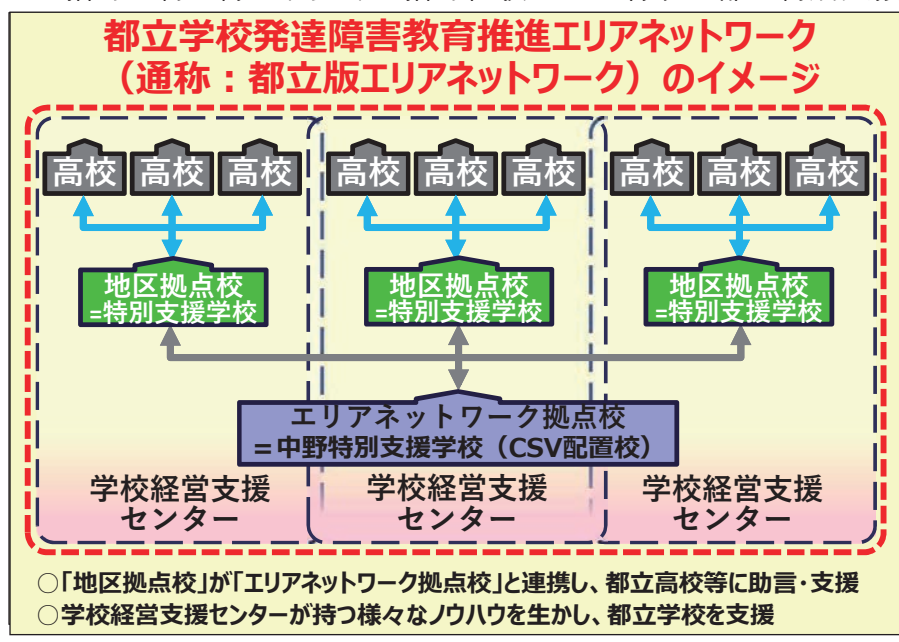 都立学校発達障害教育推進エリアネットワーク
（通称：都立版エリアネットワーク）のイメージ
高校 高校 高校 高校 高校 高校 高校 高校 高校
地区拠点校 地区拠点校 地区拠点校
=特別支援学校 =特別支援学校 =特別支援学校
エリアネットワーク拠点校
＝中野特別支援学校（CSV配置校）
学校経営支援 学校経営支援 学校経営支援
センター センター センター
○「地区拠点校」が「エリアネットワーク拠点校」と連携し、都立高校等に助言・支援
○学校経営支援センターが持つ様々なノウハウを生かし、都立学校を支援